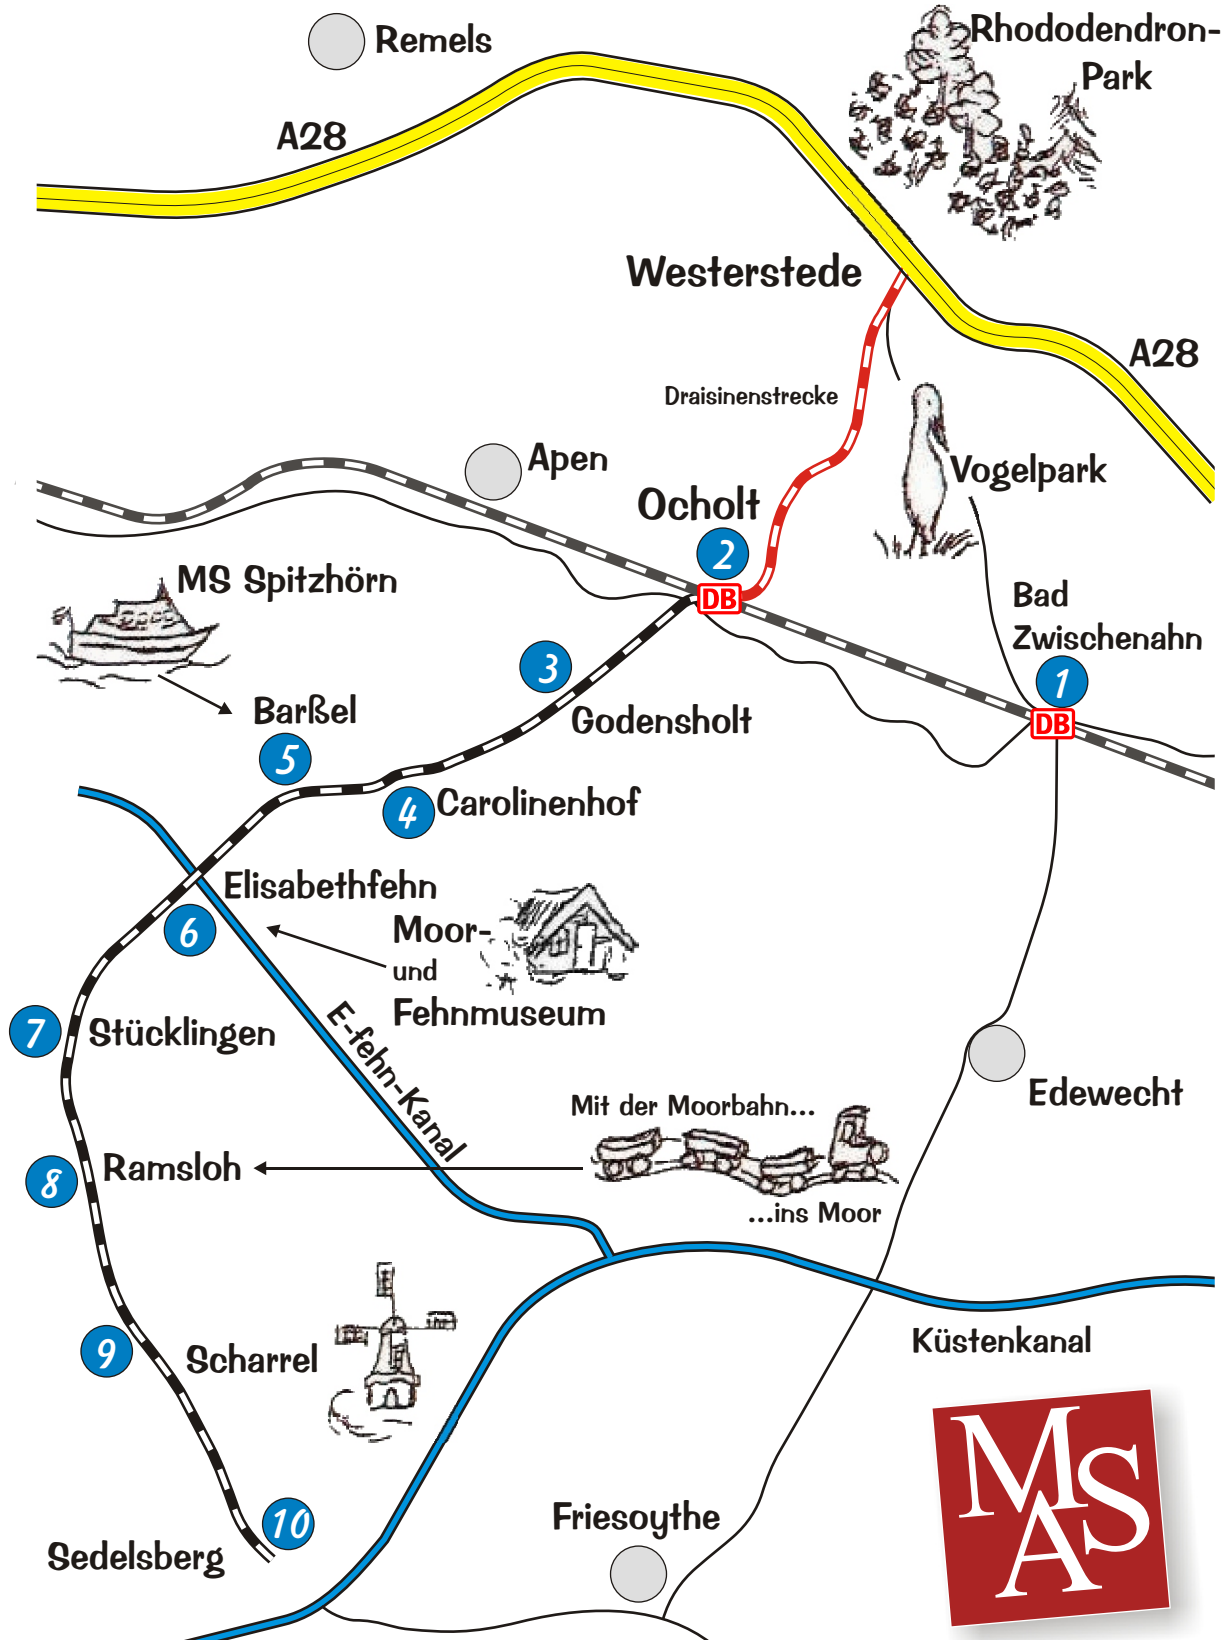 Remels
Rhododendron-
Park
A28
Westerstede
A28
Draisinenstrecke
Apen
Vogelpark
Ocholt
2
DB
MS Spitzhörn
Bad
Zwischenahn
1
DB
3
Godensholt
Barßel
5
4
Carolinenhof
Elisabethfehn
6
Moor-
und
Fehnmuseum
7
Stücklingen
E-fehn-Kanal
Edewecht
Mit der Moorbahn...
8
Ramsloh
...ins Moor
9
Scharrel
Küstenkanal
MAS
10
Sedelsberg
Friesoythe